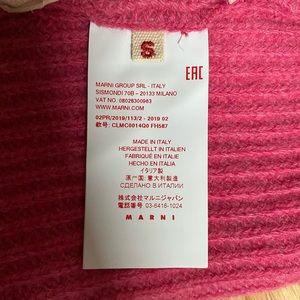 S
EAC
MARNI GROUP SRL - ITALY
SISMONDI 70B – 20133 MILANO
VAT NO. 08028300963
WWW.MARNI.COM
02PR/2019/113/2 - 2019 02
款号: CLMC0014Q0 FH587
MADE IN ITALY
HERGESTELLT IN ITALIEN
FABRIQUÉ EN ITALIE
HECHO EN ITALIA
イタリア製
原产国: 意大利製造
СДЕЛАНО В ИТАЛИИ
株式会社マルニジャパン
電話番号 03-6416-1024
MARNI